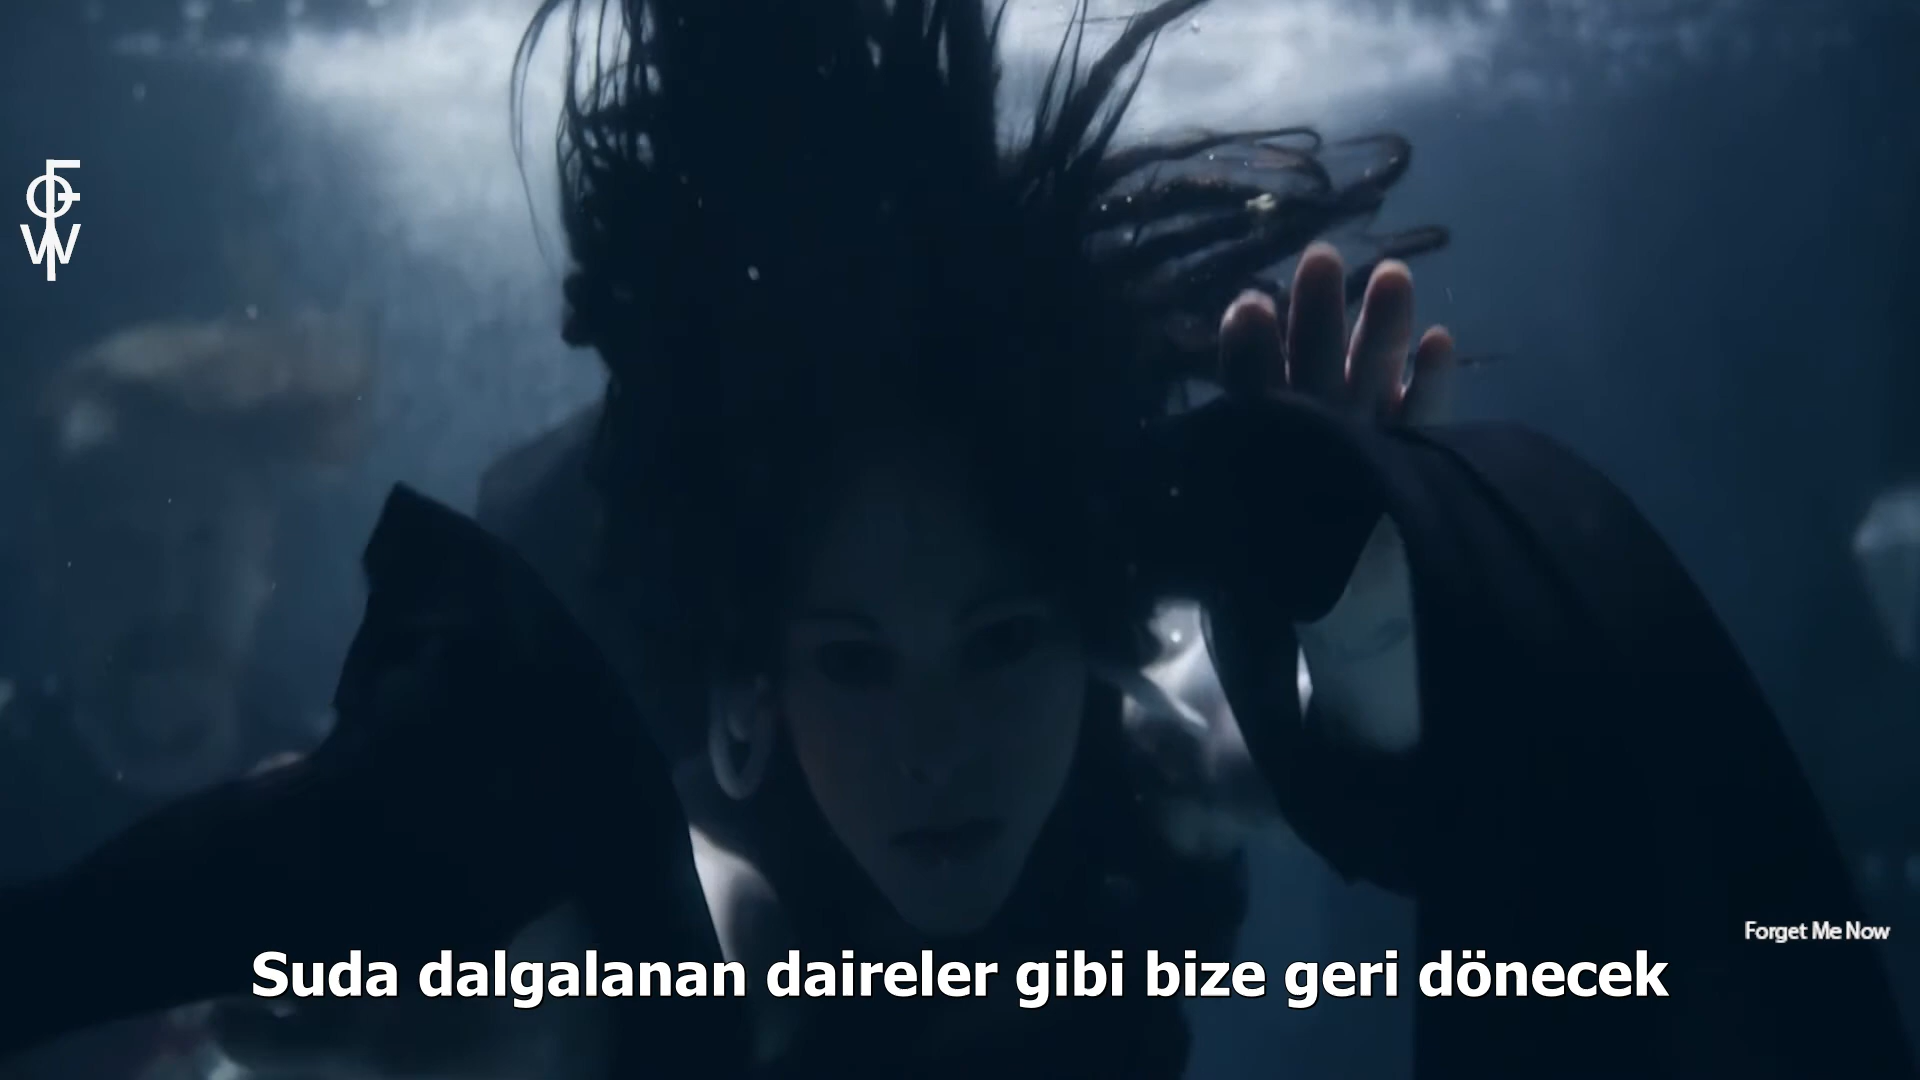 Forget Me Now
Suda dalgalanan daireler gibi bize geri dönecek